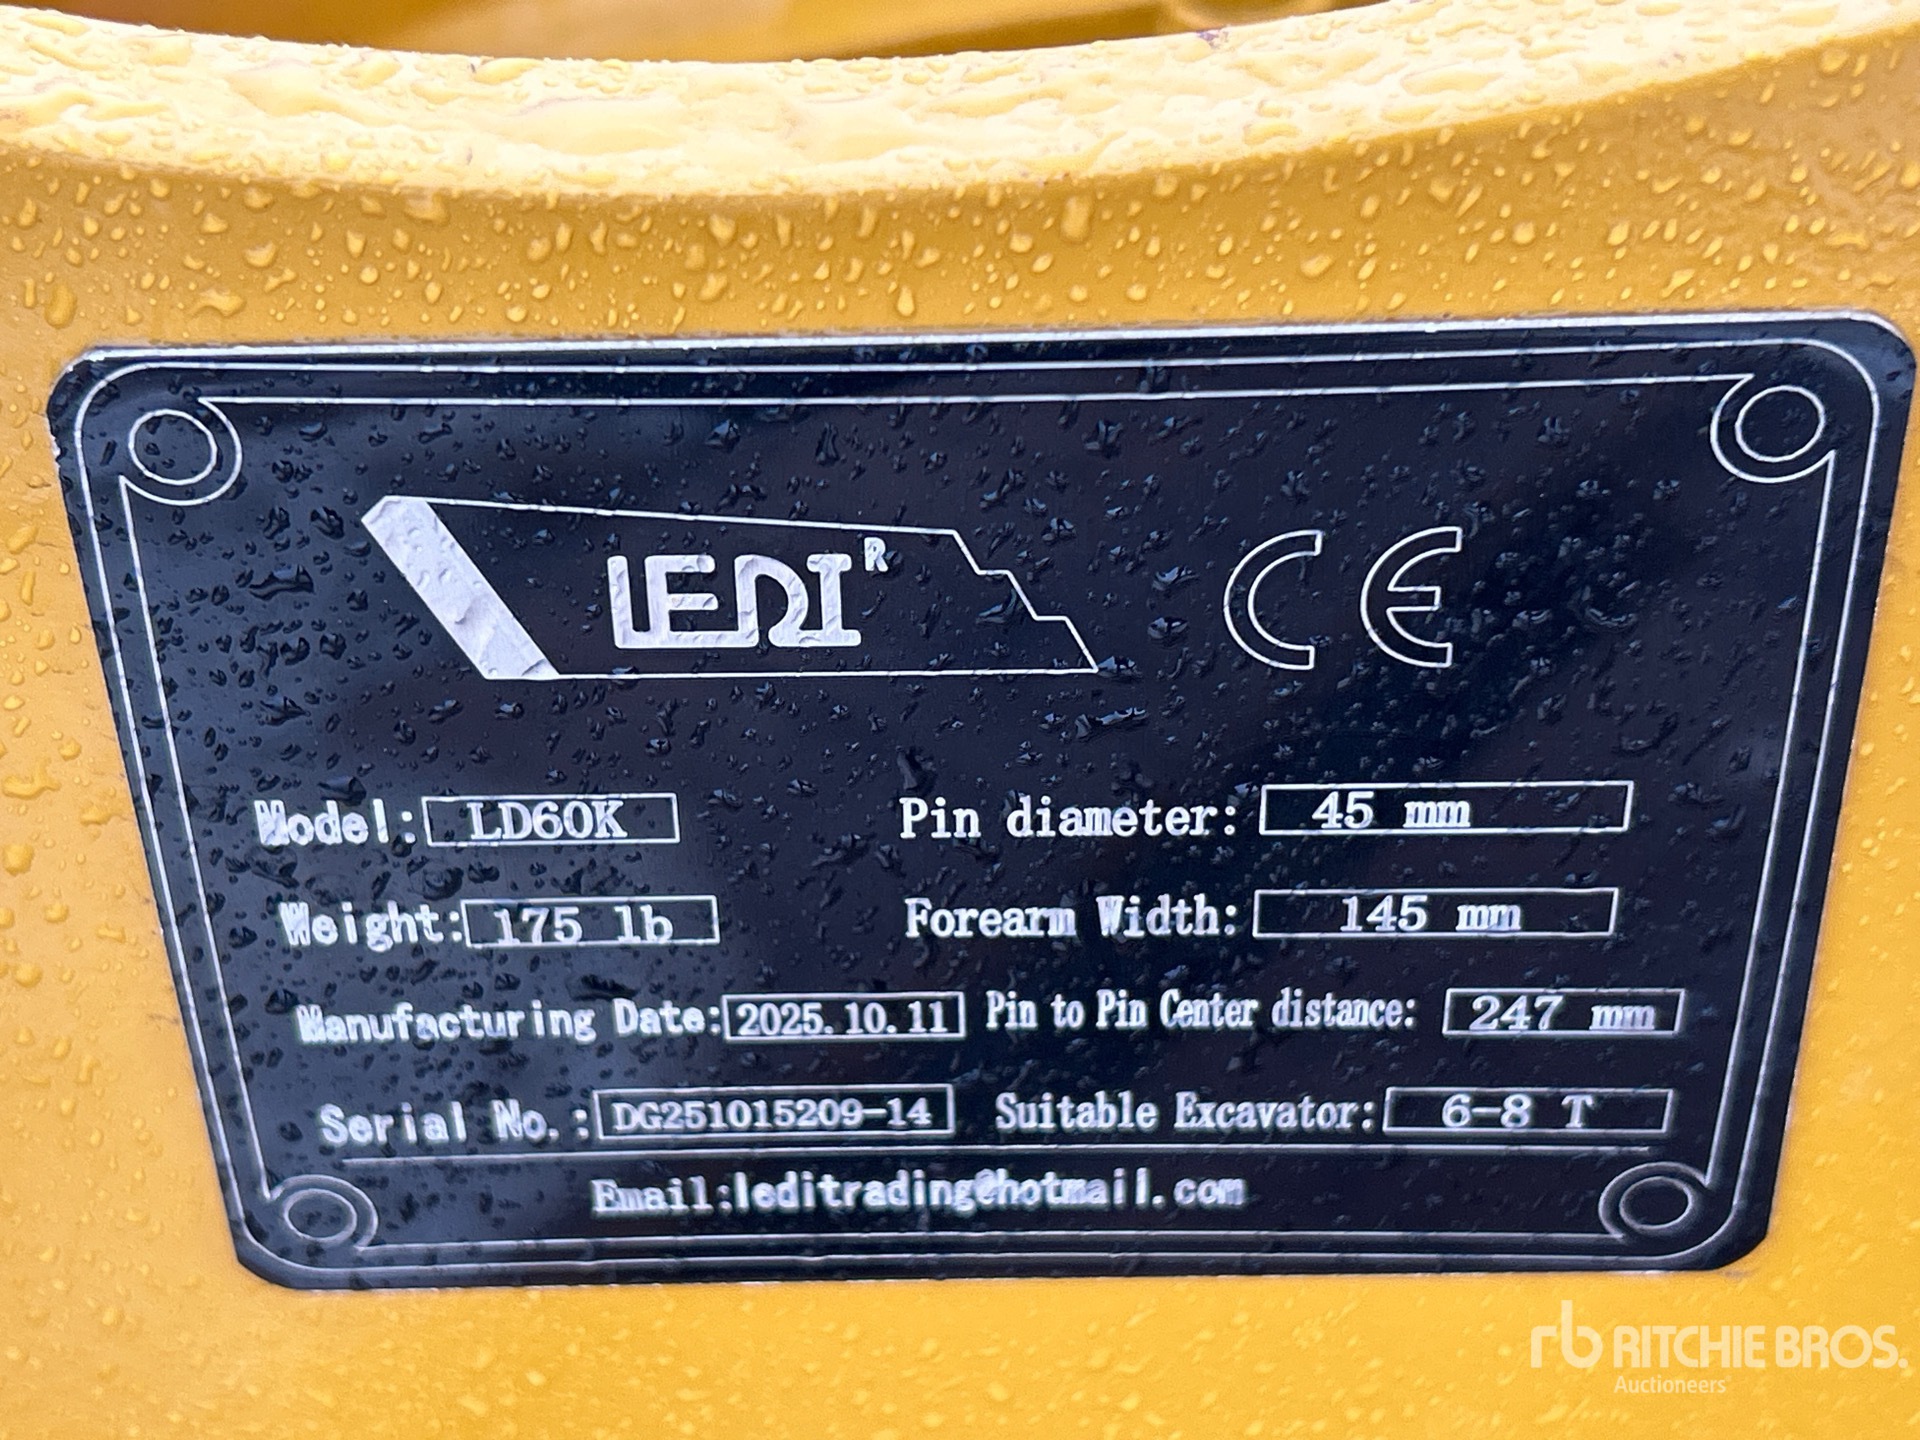 LEDI R CE
Model: LD60K Pin diameter: 45 mm
Weight: 175 lb Forearm Width: 145 mm
Manufacturing Date: 2025.10.11 Pin to Pin Center distance: 247 mm
Serial No.: DG251015209-14 Suitable Excavator: 6-8 T
Email:leditrading@hotmail.com
rb RITCHIE BROS.
Auctioneers